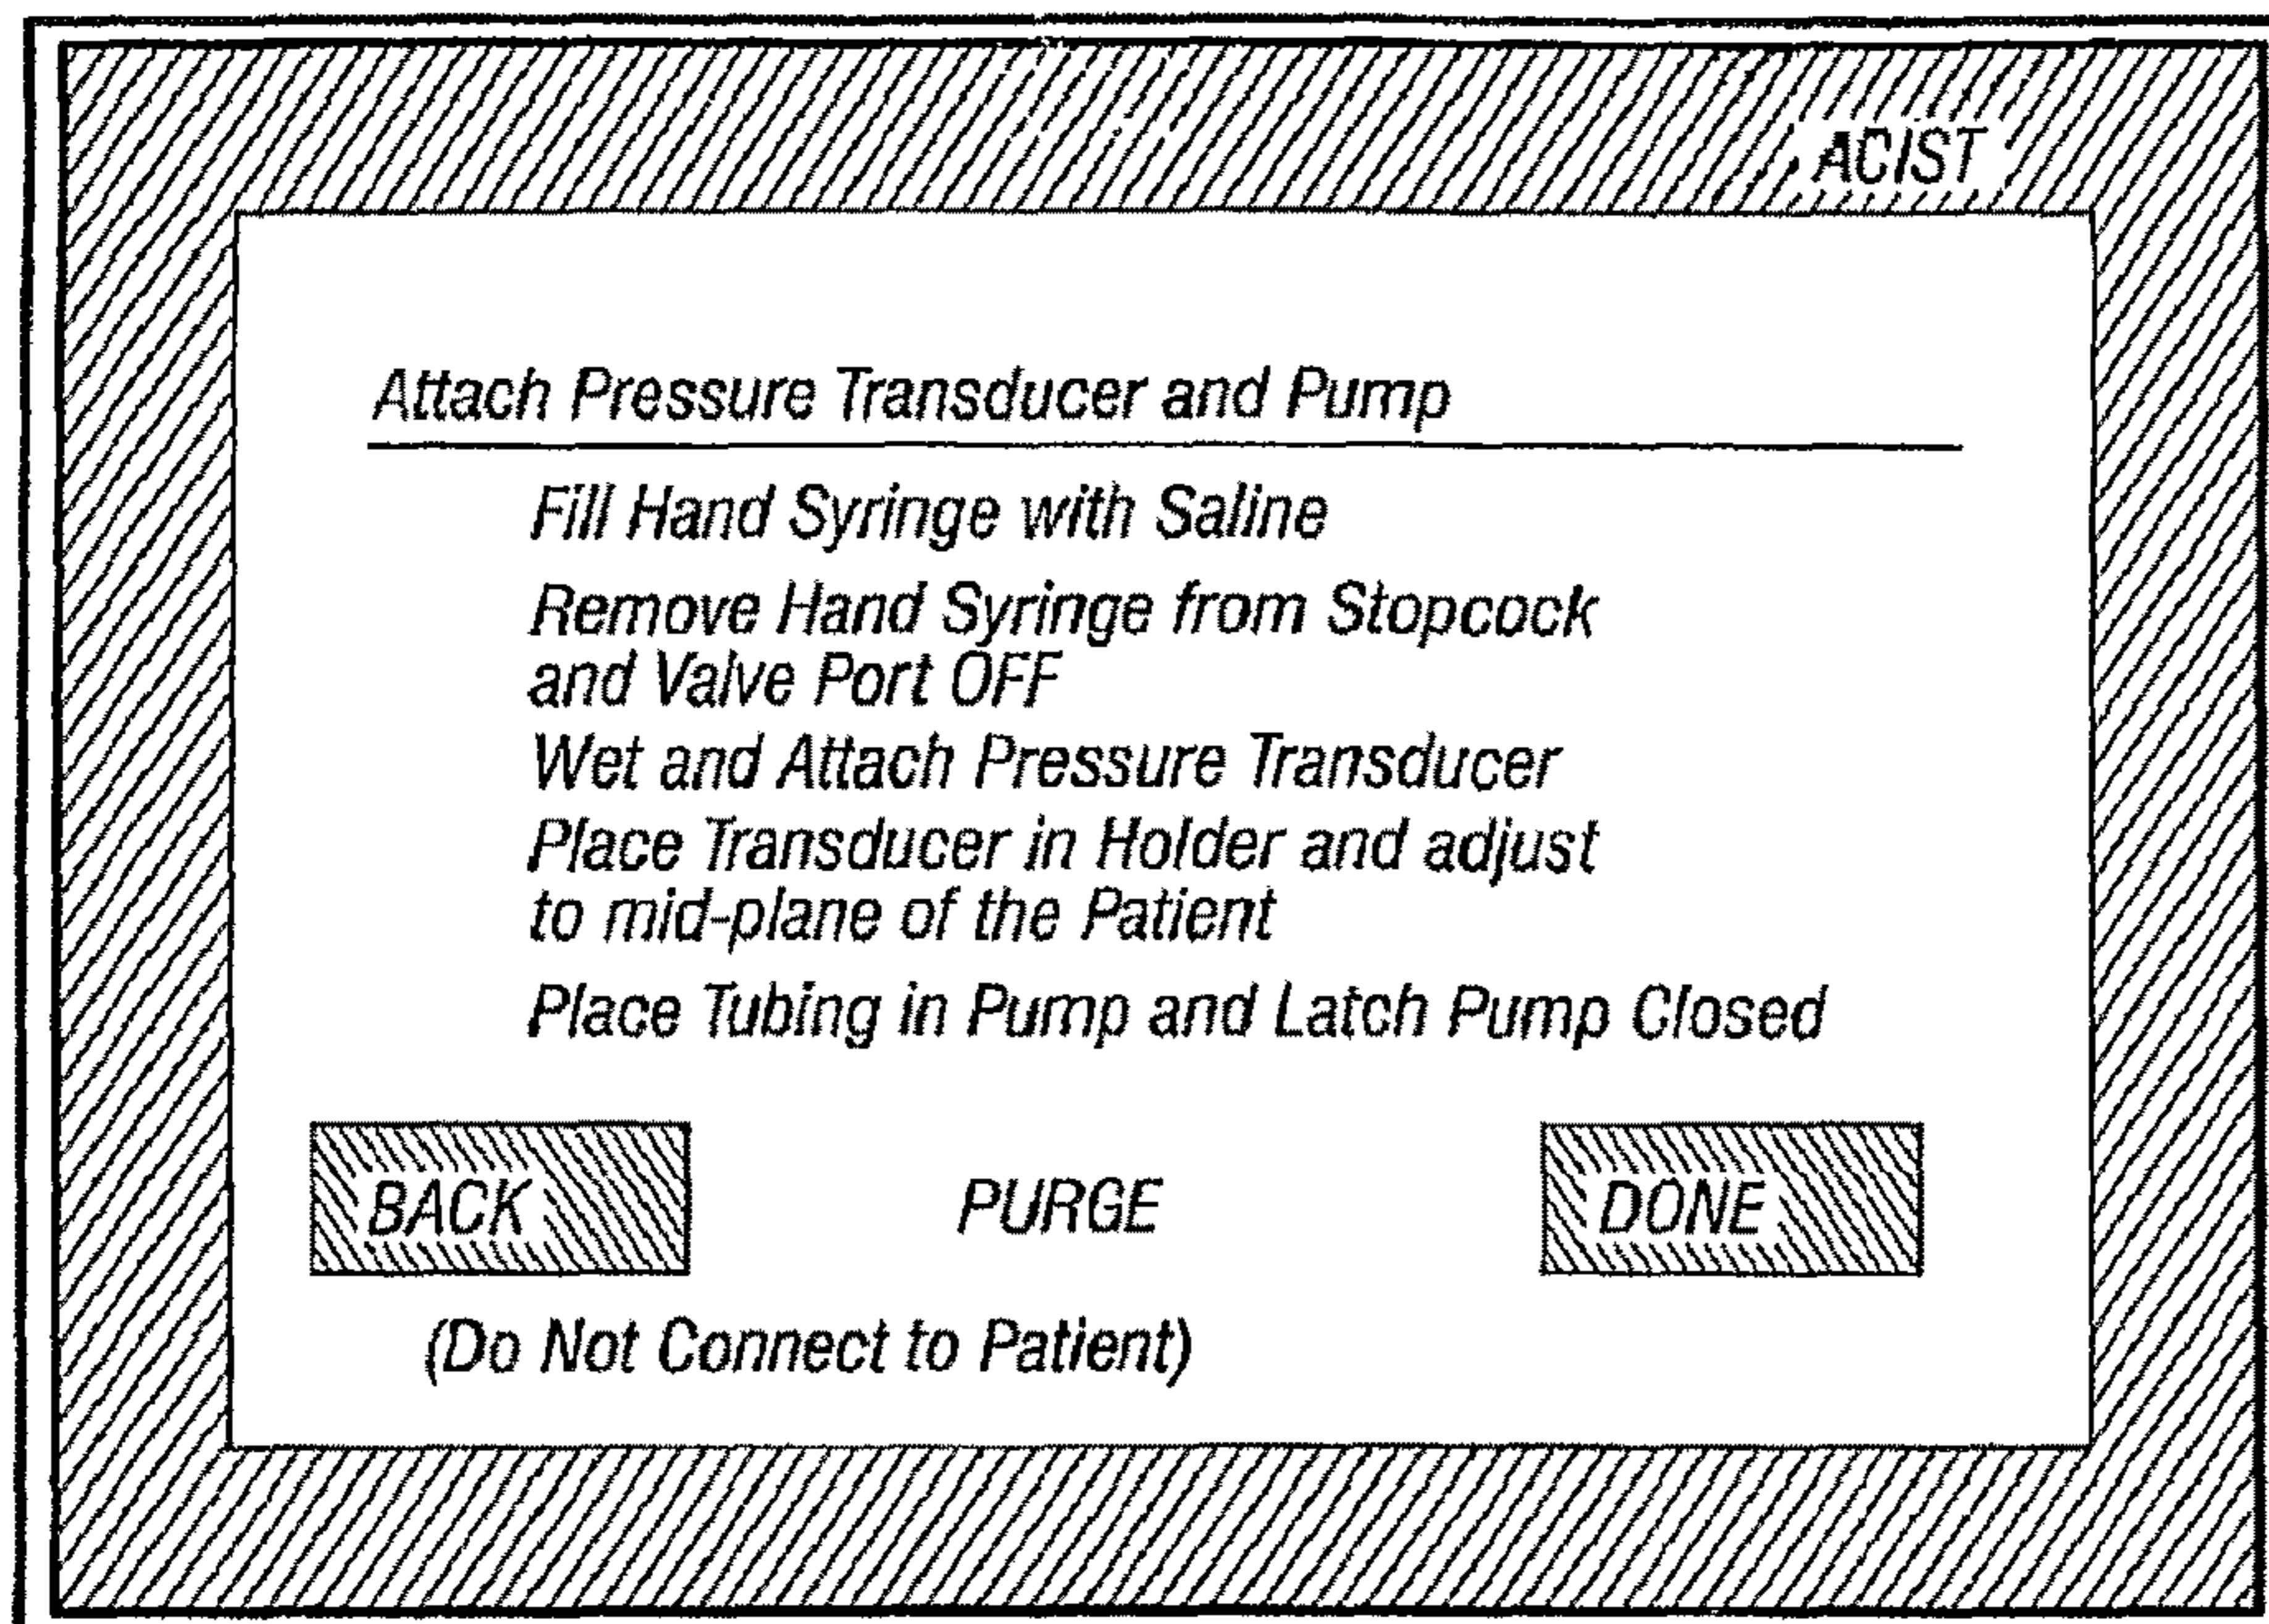 ACIST
Attach Pressure Transducer and Pump
Fill Hand Syringe with Saline
Remove Hand Syringe from Stopcock
and Valve Port OFF
Wet and Attach Pressure Transducer
Place Transducer in Holder and adjust
to mid-plane of the Patient
Place Tubing in Pump and Latch Pump Closed
BACK PURGE DONE
(Do Not Connect to Patient)